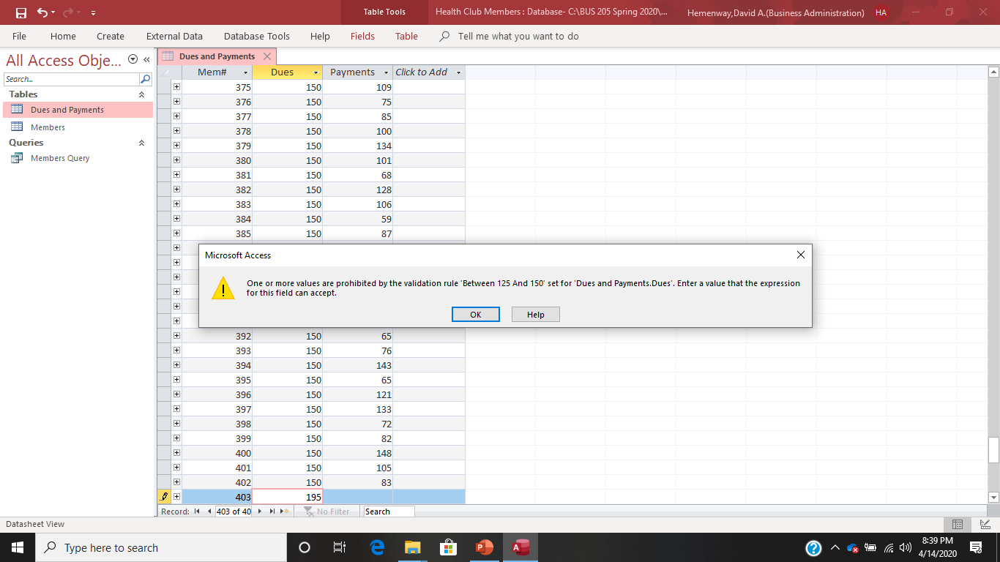 Table Tools
Health Club Members : Database- C:\BUS 205 Spring 2020\...
Hemenway,David A.(Business Administration)
HA
File Home Create External Data Database Tools Help Fields Table Tell me what you want to do
All Access Obje...
Search...
Tables
Dues and Payments
Members
Queries
Members Query
Dues and Payments
Mem# Dues Payments Click to Add
375 150 109
376 150 75
377 150 85
378 150 100
379 150 134
380 150 101
381 150 68
382 150 128
383 150 106
384 150 59
385 150 87
Microsoft Access
One or more values are prohibited by the validation rule 'Between 125 And 150' set for 'Dues and Payments.Dues'. Enter a value that the expression
for this field can accept.
OK Help
392 150 65
393 150 76
394 150 143
395 150 65
396 150 121
397 150 133
398 150 72
399 150 82
400 150 148
401 150 105
402 150 83
403 195
Record: 403 of 40 No Filter Search
Datasheet View
Type here to search
8:39 PM
4/14/2020